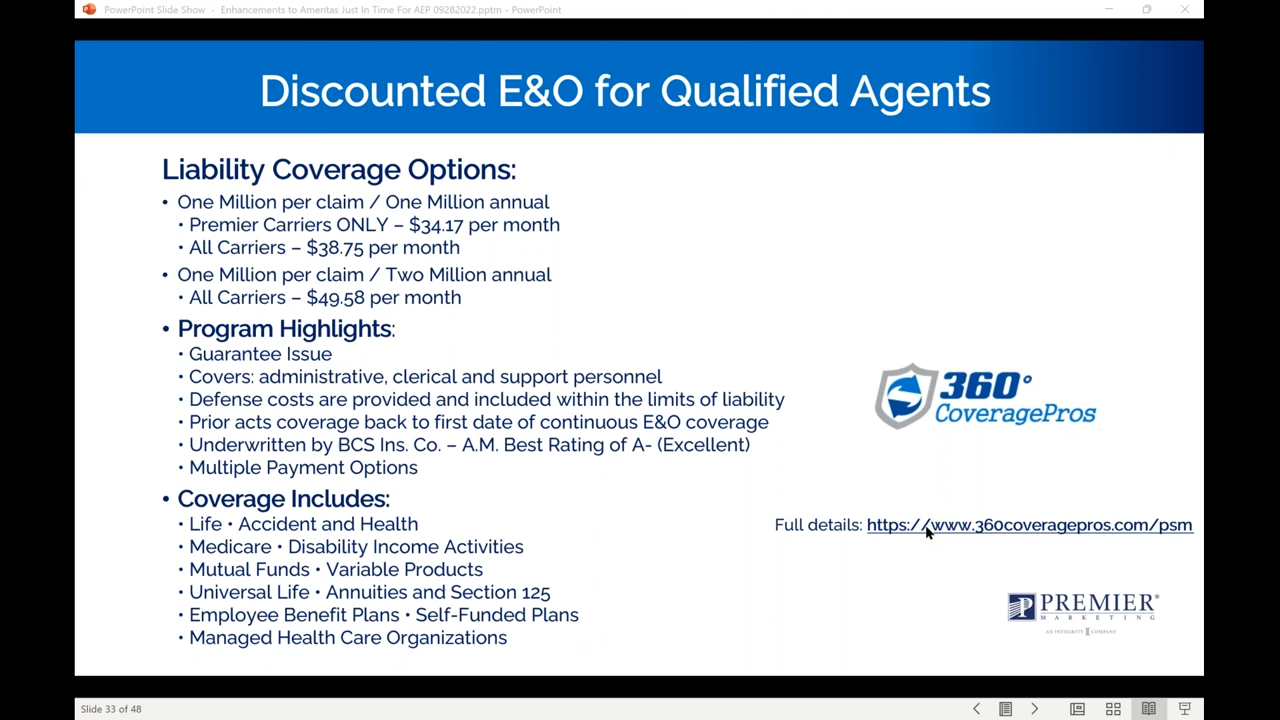 PowerPoint Slide Show - Enhancements to Ameritas Just In Time For AEP 09282022.pptm - PowerPoint
Discounted E&O for Qualified Agents
Liability Coverage Options:
• One Million per claim / One Million annual
• Premier Carriers ONLY – $34.17 per month
• All Carriers – $38.75 per month
• One Million per claim / Two Million annual
• All Carriers – $49.58 per month
• Program Highlights:
• Guarantee Issue
• Covers: administrative, clerical and support personnel
• Defense costs are provided and included within the limits of liability
• Prior acts coverage back to first date of continuous E&O coverage
• Underwritten by BCS Ins. Co. – A.M. Best Rating of A- (Excellent)
• Multiple Payment Options
• Coverage Includes:
• Life • Accident and Health
• Medicare • Disability Income Activities
• Mutual Funds • Variable Products
• Universal Life • Annuities and Section 125
• Employee Benefit Plans • Self-Funded Plans
• Managed Health Care Organizations
360°
CoveragePros
Full details: https://www.360coveragepros.com/psm
PREMIER®
MARKETING
AN INTEGRITY COMPANY
Slide 33 of 48